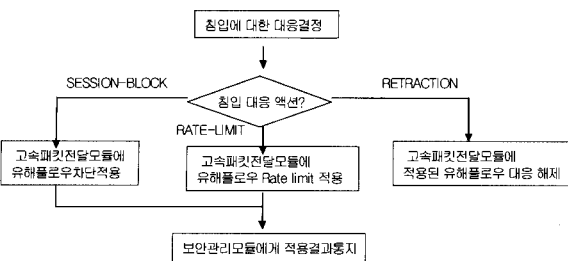 침입에 대한 대응결정
SESSION-BLOCK
RETRACTION
침입 대응 액션?
RATE-LIMIT
고속패킷전달모듈에
유해플로우차단적용
고속패킷전달모듈에
유해플로우 Rate limit 적용
고속패킷전달모듈에
적용된 유해플로우 대응 해제
보안관리모듈에게 적용결과통지